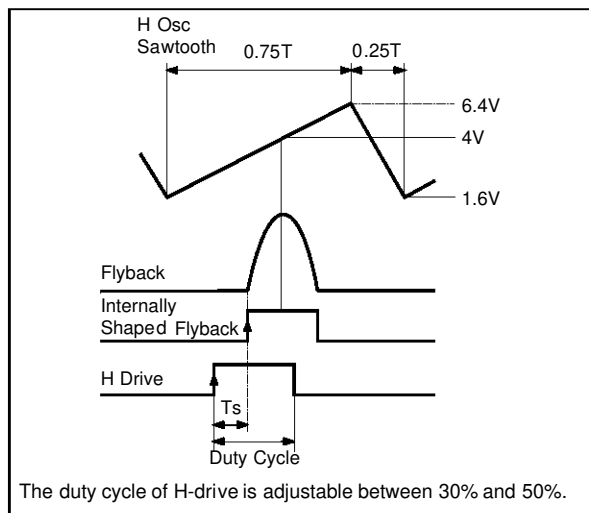 H Osc
Sawtooth
0.75T
0.25T
6.4V
4V
1.6V
Flyback
Internally
Shaped Flyback
H Drive
Ts
Duty Cycle
The duty cycle of H-drive is adjustable between 30% and 50%.